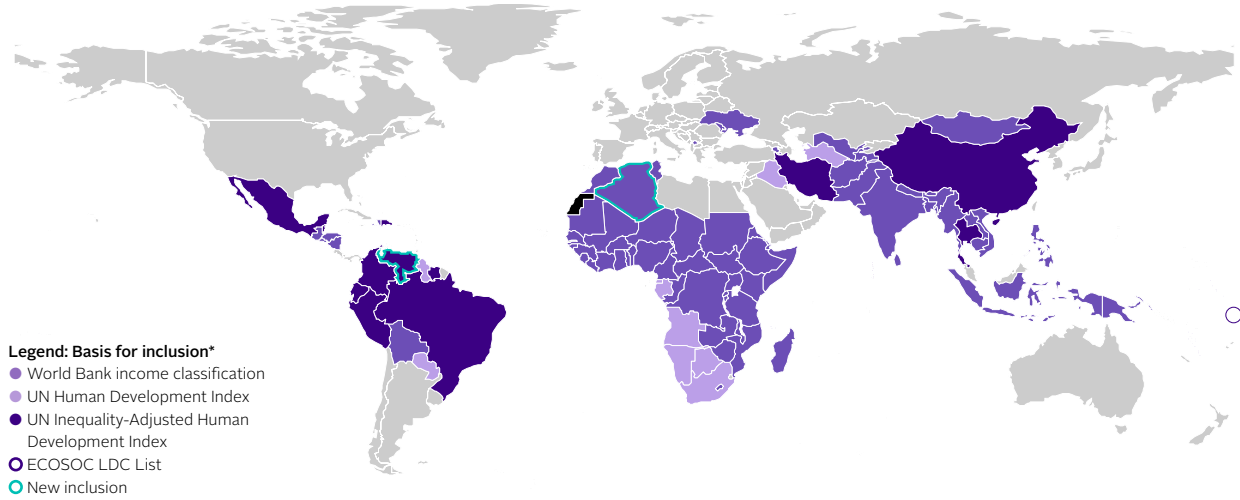 Legend: Basis for inclusion*
World Bank income classification
UN Human Development Index
UN Inequality-Adjusted Human
Development Index
ECOSOC LDC List
New inclusion